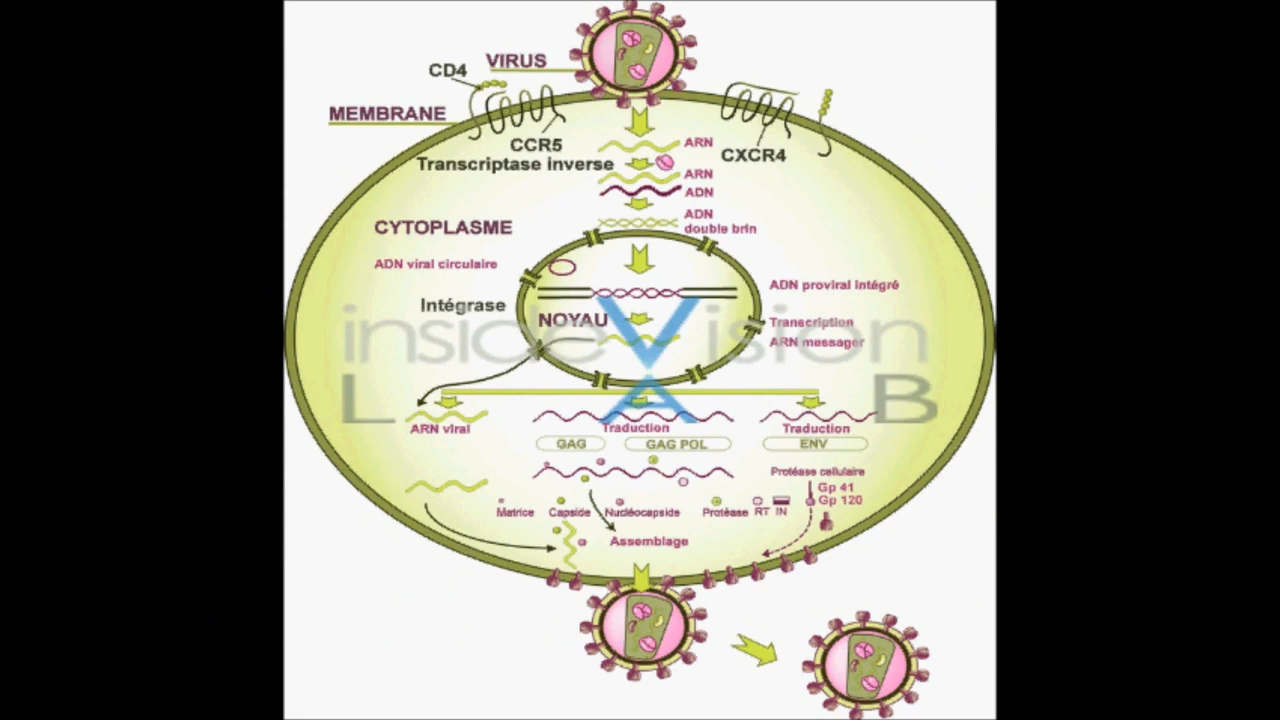 VIRUS
CD4
MEMBRANE
CCR5
CXCR4
Transcriptase inverse
ARN
ARN
ADN
ADN
double brin
CYTOPLASME
ADN viral circulaire
ADN proviral intégré
Intégrase
NOYAU
Transcription
ARN messager
insideVision
LAB
ARN viral
Traduction
Traduction
GAG
GAG POL
ENV
Protéase cellulaire
Gp 41
Gp 120
Matrice
Capside
Nucléocapside
Protéase
RT
IN
Assemblage